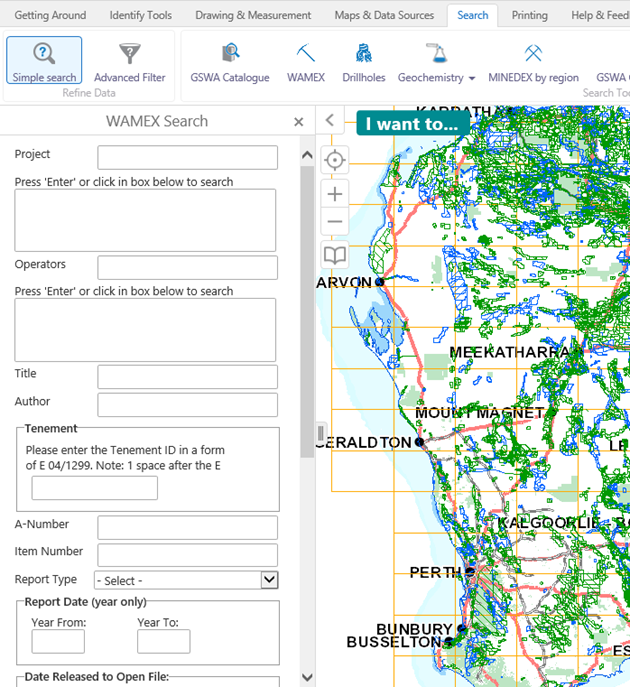 Getting Around Identify Tools Drawing & Measurement Maps & Data Sources Search Printing Help &
Simple search Advanced Filter GSWA Catalogue WAMEX Drillholes Geochemistry MINEDEX by region GSWA
Refine Data Search
WAMEX Search
I want to...
Project
Press 'Enter' or click in box below to search
Operators
Press 'Enter' or click in box below to search
Title
Author
Tenement
Please enter the Tenement ID in a form
of E 04/1299. Note: 1 space after the E
A-Number
Item Number
Report Type - Select -
Report Date (year only)
Year From: Year To:
Date Released to Open File:
KARRATHA
ARVON
MEEKATHARRA
MOUNT MAGNET
GERALDTON
KALGOORLIE
PERTH
BUNBURY
BUSSELTON